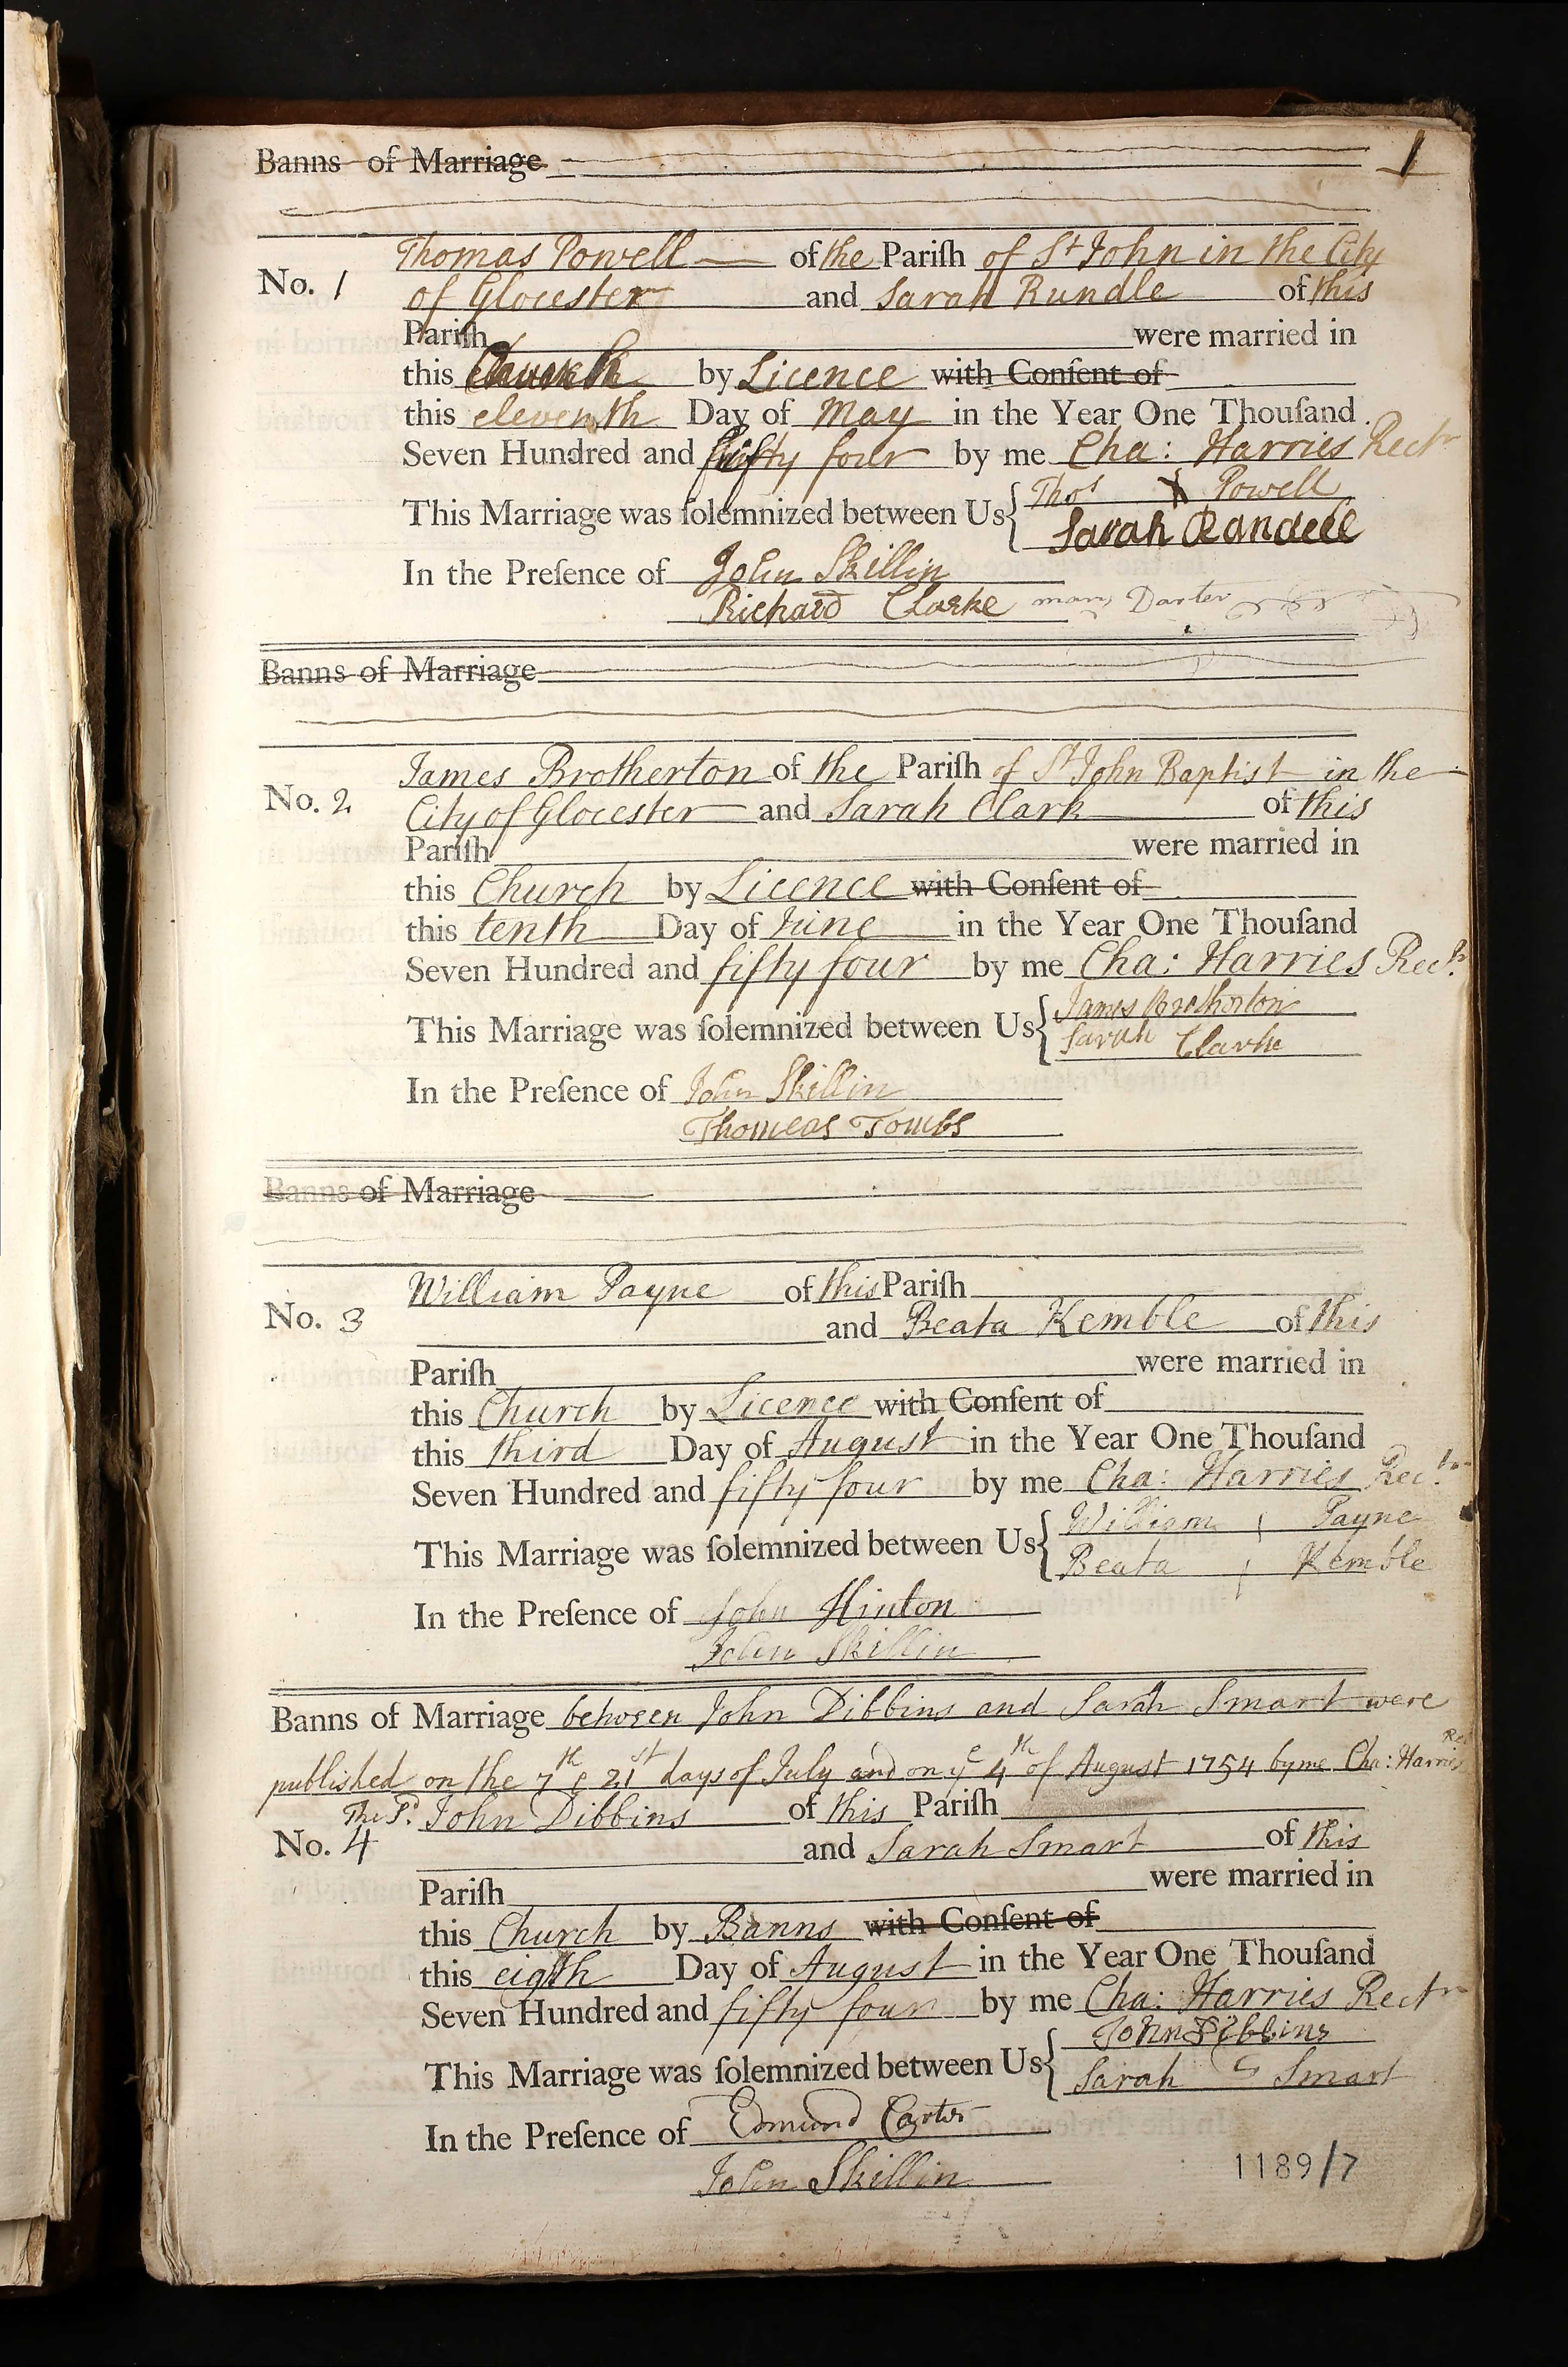 Banns of Marriage
1
Thomas Powell of the Pariſh of St John in the City
No. 1 of Glocester and Sarah Rundle of this
Pariſh were married in
this by Licence with Conſent of
this eleventh Day of May in the Year One Thouſand
Seven Hundred and fifty four by me Cha: Harries Rectr
This Marriage was ſolemnized between Us { Thos X Powell
Sarah Randell
In the Preſence of John Skillin
Richard Clarke mary Darter
Banns of Marriage
James Brotherton of the Pariſh of St John Baptist in the
No. 2 City of Glocester and Sarah Clark of this
Pariſh were married in
this Church by Licence with Conſent of
this tenth Day of June in the Year One Thouſand
Seven Hundred and fifty four by me Cha: Harries Rectr
This Marriage was ſolemnized between Us { James Brotherton
Sarah Clarke
In the Preſence of John Skillin
Thomeas Tombs
Banns of Marriage
William Payne of this Pariſh
No. 3 and Beata Kemble of this
Pariſh were married in
this Church by Licence with Conſent of
this third Day of August in the Year One Thouſand
Seven Hundred and fifty four by me Cha: Harries Rectr
This Marriage was ſolemnized between Us { William Payne
Beata Kemble
In the Preſence of John Hinton
John Skillin
Banns of Marriage between John Dibbins and Sarah Smart were
published on the 7th & 21st days of July and on ye 4th of August 1754 by me Cha: Harries Rec
The Sd. John Dibbins of this Pariſh
No. 4 and Sarah Smart of this
Pariſh were married in
this Church by Banns with Conſent of
this eigth Day of August in the Year One Thouſand
Seven Hundred and fifty four by me Cha: Harries Rectr
This Marriage was ſolemnized between Us { John Dibbins
Sarah S Smart
In the Preſence of Edmund Carter
John Skillin
1189/7